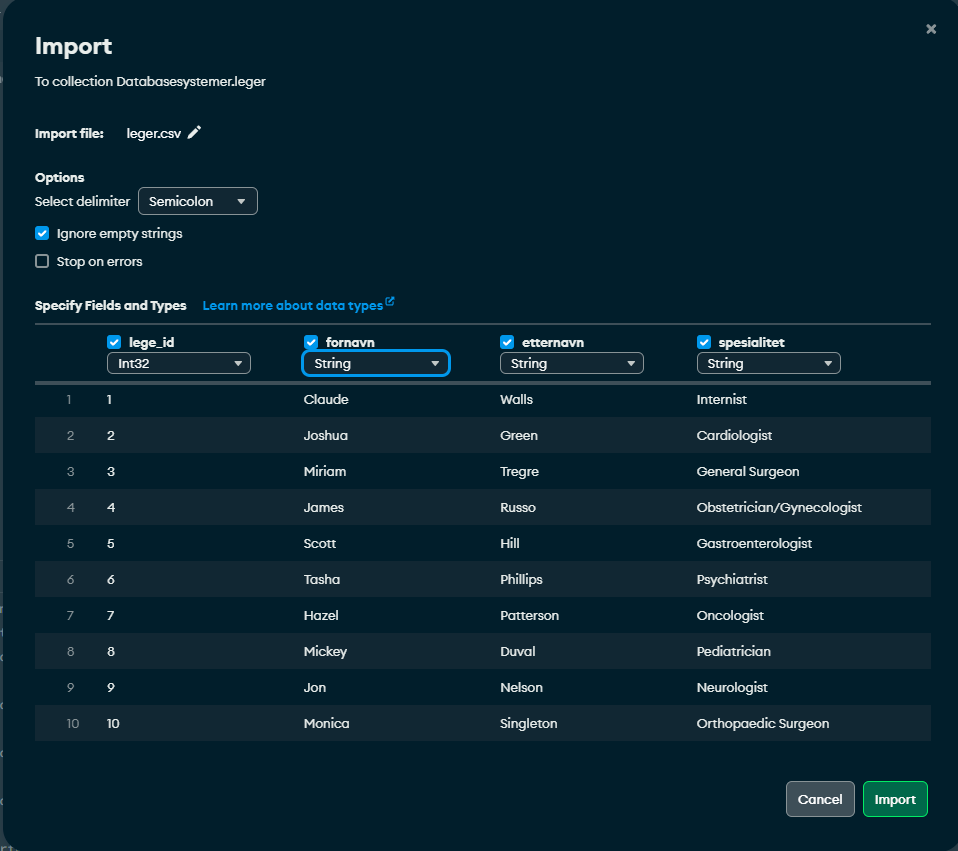 Import
To collection Databasesystemer.leger
Import file: leger.csv
Options
Select delimiter Semicolon
Ignore empty strings
Stop on errors
Specify Fields and Types Learn more about data types
lege_id fornavn etternavn spesialitet
Int32 String String String
1 1 Claude Walls Internist
2 2 Joshua Green Cardiologist
3 3 Miriam Tregre General Surgeon
4 4 James Russo Obstetrician/Gynecologist
5 5 Scott Hill Gastroenterologist
6 6 Tasha Phillips Psychiatrist
7 7 Hazel Patterson Oncologist
8 8 Mickey Duval Pediatrician
9 9 Jon Nelson Neurologist
10 10 Monica Singleton Orthopaedic Surgeon
Cancel Import